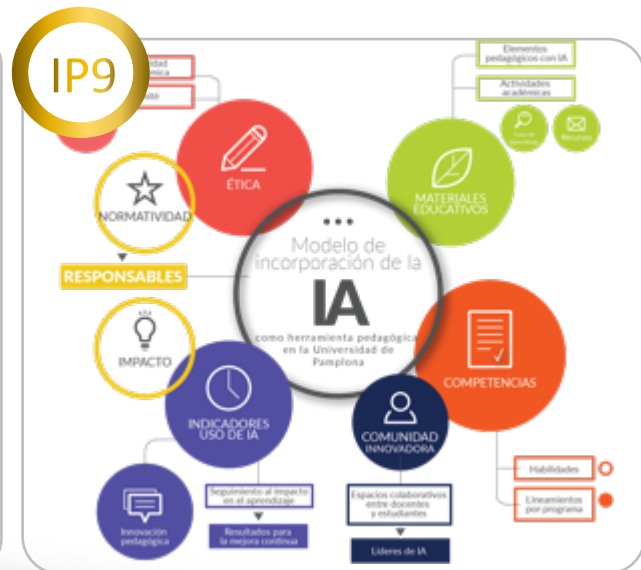 IP9
Elementos
pedagógicos con IA
Actividades
académicas
Recursos
ÉTICA
MATERIALES
EDUCATIVOS
NORMATIVIDAD
RESPONSABLES
IMPACTO
Modelo de
incorporación de la
IA
como herramienta pedagógica
en la Universidad de
Pamplona
COMPETENCIAS
INDICADORES
USO DE IA
COMUNIDAD
INNOVADORA
Habilidades
Lineamientos
por programa
Innovación
pedagógica
Seguimiento al impacto
en el aprendizaje
Resultados para
la mejora continua
Espacios colaborativos
entre docentes
y estudiantes
Líderes de IA